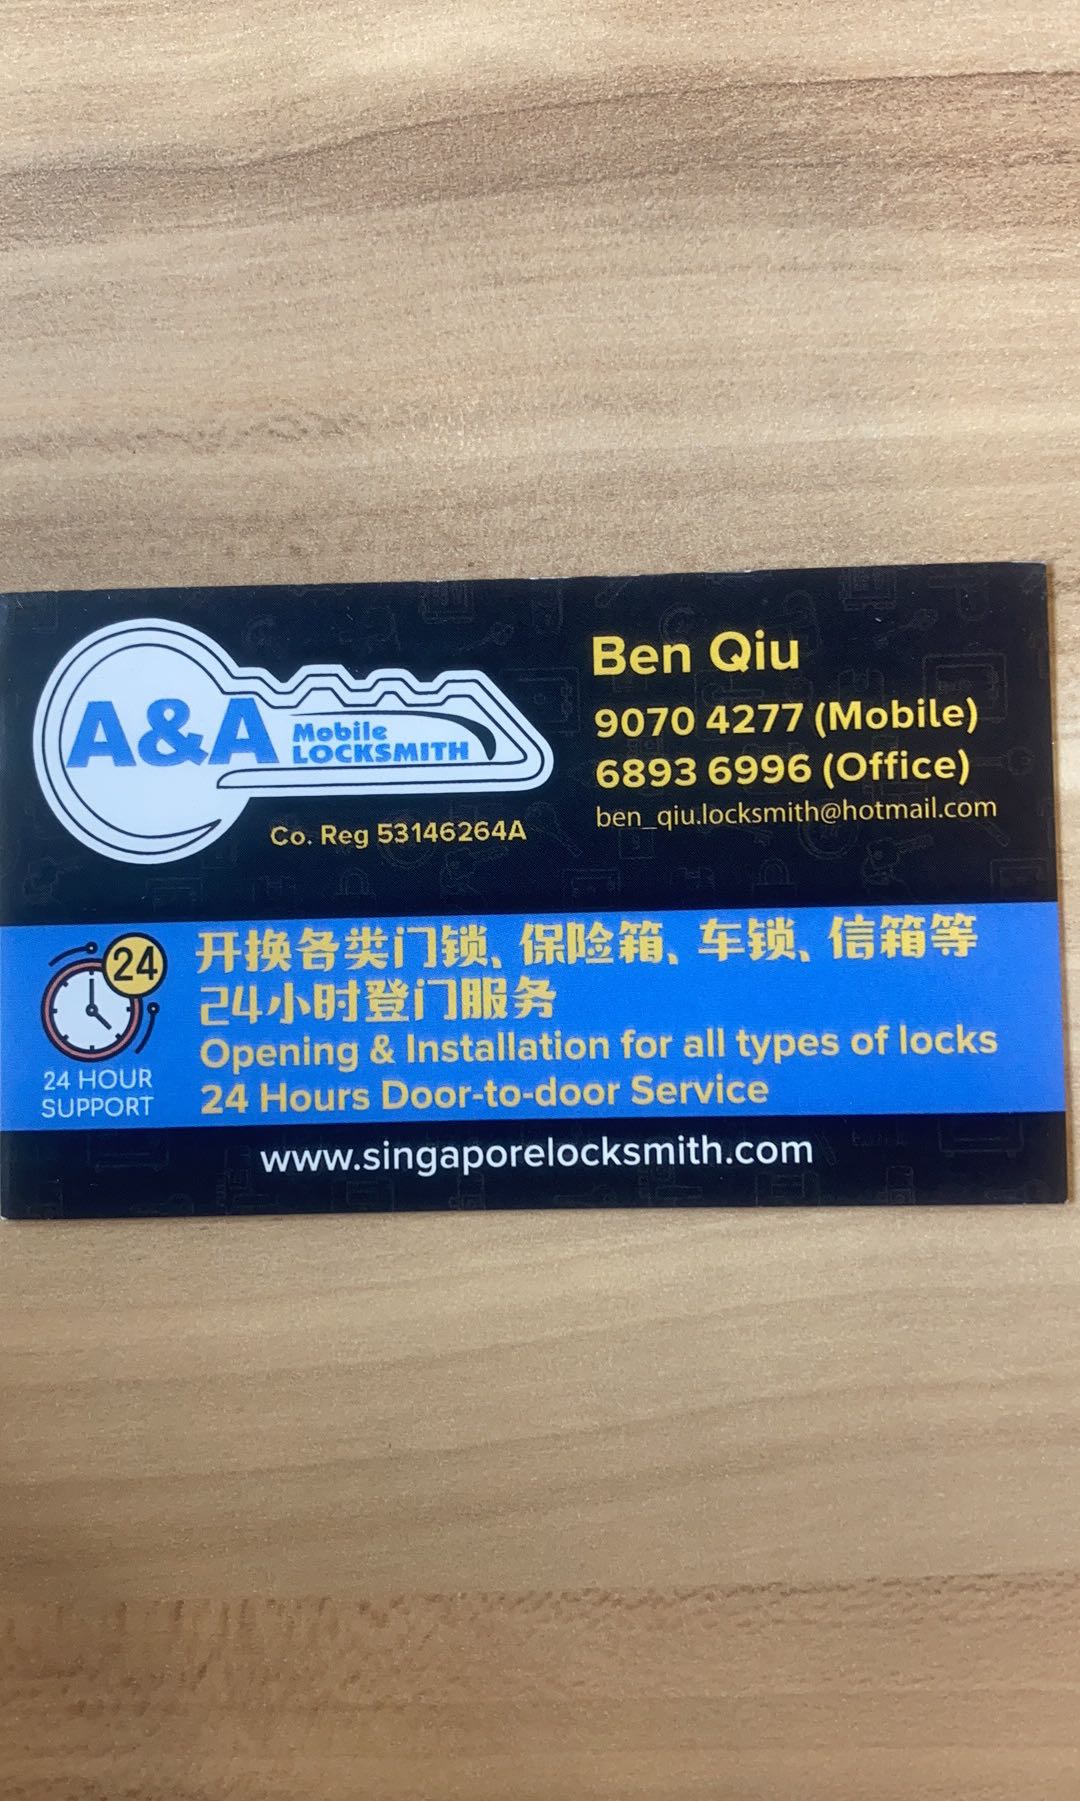 A&A Mobile LOCKSMITH
Co. Reg 53146264A
Ben Qiu
9070 4277 (Mobile)
6893 6996 (Office)
ben_qiu.locksmith@hotmail.com
24
24 HOUR
SUPPORT
开换各类门锁、保险箱、车锁、信箱等
24小时登门服务
Opening & Installation for all types of locks
24 Hours Door-to-door Service
www.singaporelocksmith.com